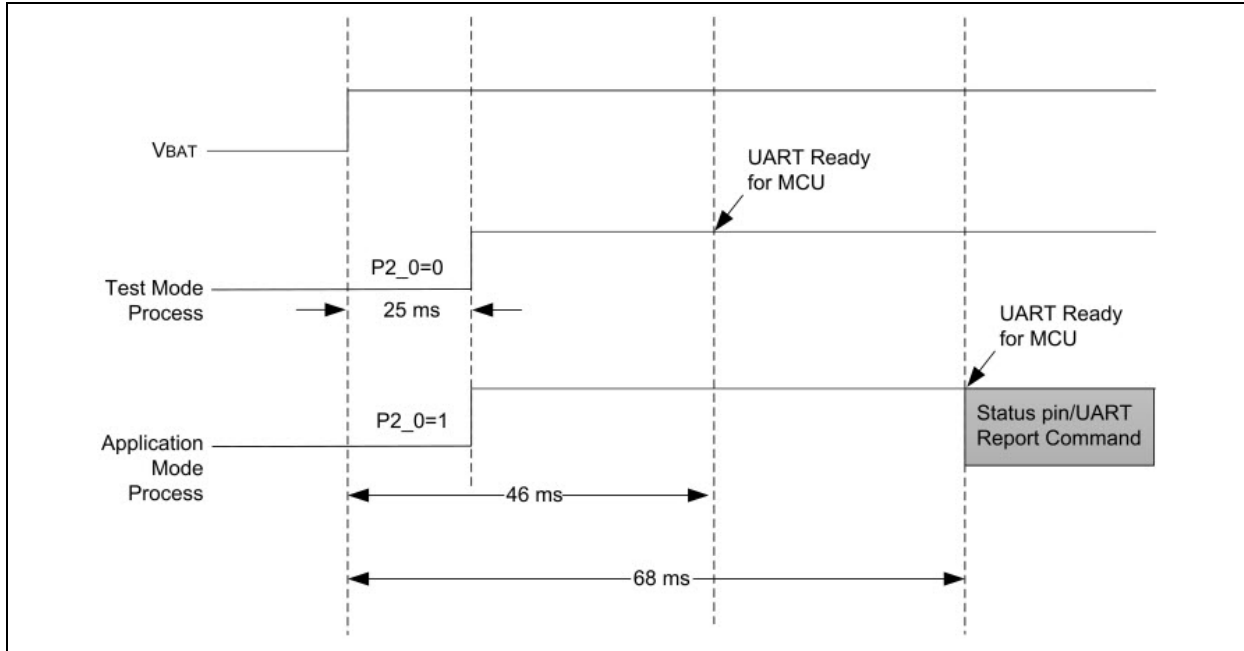 VBAT
UART Ready
for MCU
P2_0=0
Test Mode
Process
25 ms
UART Ready
for MCU
P2_0=1
Status pin/UART
Report Command
Application
Mode
Process
46 ms
68 ms